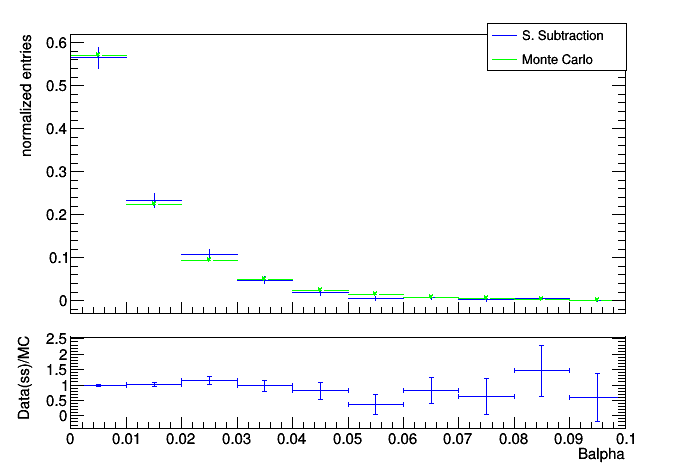 S. Subtraction
Monte Carlo
normalized entries
0.6
0.5
0.4
0.3
0.2
0.1
0
Data(ss)/MC
2.5
2
1.5
1
0.5
0
0 0.01 0.02 0.03 0.04 0.05 0.06 0.07 0.08 0.09 0.1
Balpha